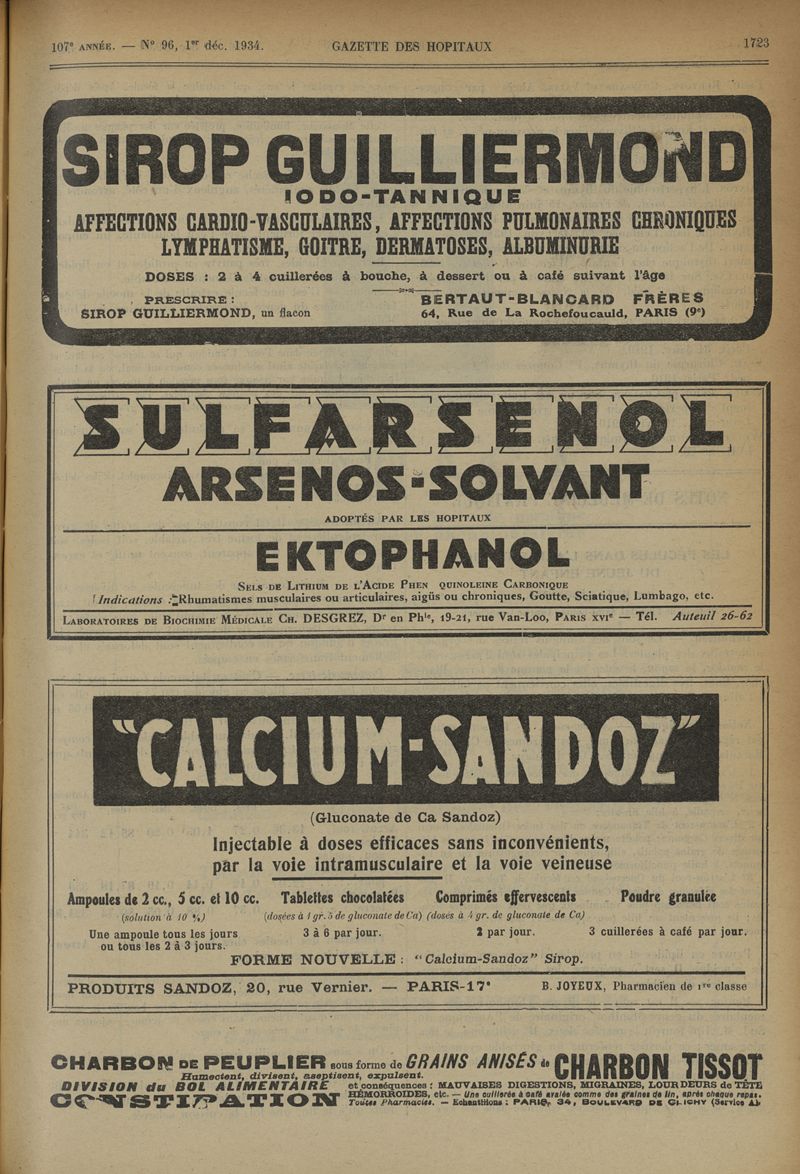 107e ANNÉE. — No 96, 1er déc. 1934. GAZETTE DES HOPITAUX 1723
SIROP GUILLIERMOND
IODO-TANNIQUE
AFFECTIONS CARDIO-VASCULAIRES, AFFECTIONS PULMONAIRES CHRONIQUES
LYMPHATISME, GOITRE, DERMATOSES, ALBUMINURIE
DOSES : 2 à 4 cuillerées à bouche, à dessert ou à café suivant l'âge
PRESCRIRE : BERTAUT-BLANCARD FRÈRES
SIROP GUILLIERMOND, un flacon 64, Rue de La Rochefoucauld, PARIS (9e)
SULFARSENOL
ARSENOS-SOLVANT
ADOPTÉS PAR LES HOPITAUX
EKTOPHANOL
SELS DE LITHIUM DE L'ACIDE PHEN QUINOLEINE CARBONIQUE
Indications : Rhumatismes musculaires ou articulaires, aigüs ou chroniques, Goutte, Sciatique, Lumbago, etc.
LABORATOIRES DE BIOCHIMIE MÉDICALE CH. DESGREZ, Dr en Phie, 19-21, rue Van-Loo, PARIS XVIe — Tél. Auteuil 26-62
"CALCIUM-SANDOZ"
(Gluconate de Ca Sandoz)
Injectable à doses efficaces sans inconvénients,
par la voie intramusculaire et la voie veineuse
Ampoules de 2 cc., 5 cc. et 10 cc. Tablettes chocolatées Comprimés effervescents Poudre granulée
(solution à 10 %) (dosées à 1 gr. 5 de gluconate de Ca) (dosés à 4 gr. de gluconate de Ca)
Une ampoule tous les jours 3 à 6 par jour. 2 par jour. 3 cuillerées à café par jour.
ou tous les 2 à 3 jours.
FORME NOUVELLE : "Calcium-Sandoz" Sirop.
PRODUITS SANDOZ, 20, rue Vernier. — PARIS-17e B. JOYEUX, Pharmacien de 1re classe
CHARBON DE PEUPLIER sous forme de GRAINS ANISÉS de CHARBON TISSOT
Humectent, divisent, aseptisent, expulsent.
DIVISION du BOL ALIMENTAIRE et conséquences : MAUVAISES DIGESTIONS, MIGRAINES, LOURDEURS de TÊTE
CONSTIPATION HÉMORROIDES, etc. — Une cuillerée à café avalée comme des graines de lin, après chaque repas.
Toutes Pharmacies. — Echantillons : PARIS, 34, BOULEVARD DE CLICHY (Service A)